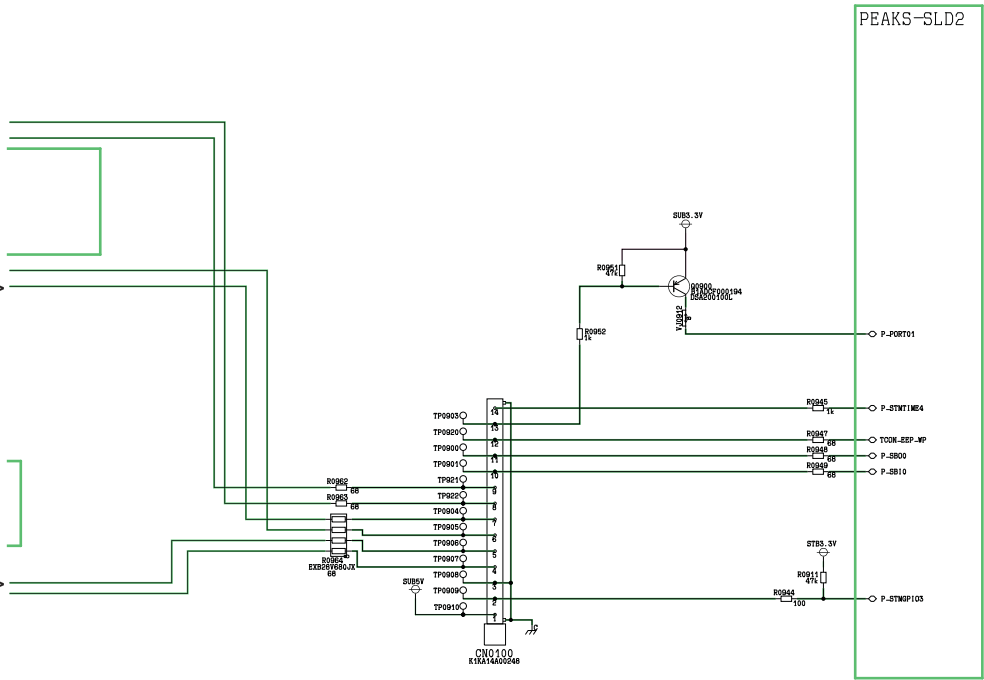 PEAKS-SLD2
SUB3.3V
R0951
47k
Q0900
B1ADCF000194
DSA200100L
VJ0912
R0952
1k
P-PORT01
R0945
1k
P-STMTIME4
TP0903
14
13
TP0920
R0947
68
TCON-EEP-WP
12
TP0900
R0948
68
P-SBO0
11
TP0901
R0949
68
P-SBI0
10
R0962
68
TP921
9
R0963
68
TP922
8
TP0904
7
TP0905
6
TP0906
5
R0964
EXB28V680JX
68
TP0907
4
STB3.3V
TP0908
3
R0911
47k
SUB5V
TP0909
2
R0944
100
P-STMGPIO3
TP0910
1
C
CN0100
K1KA14A00248